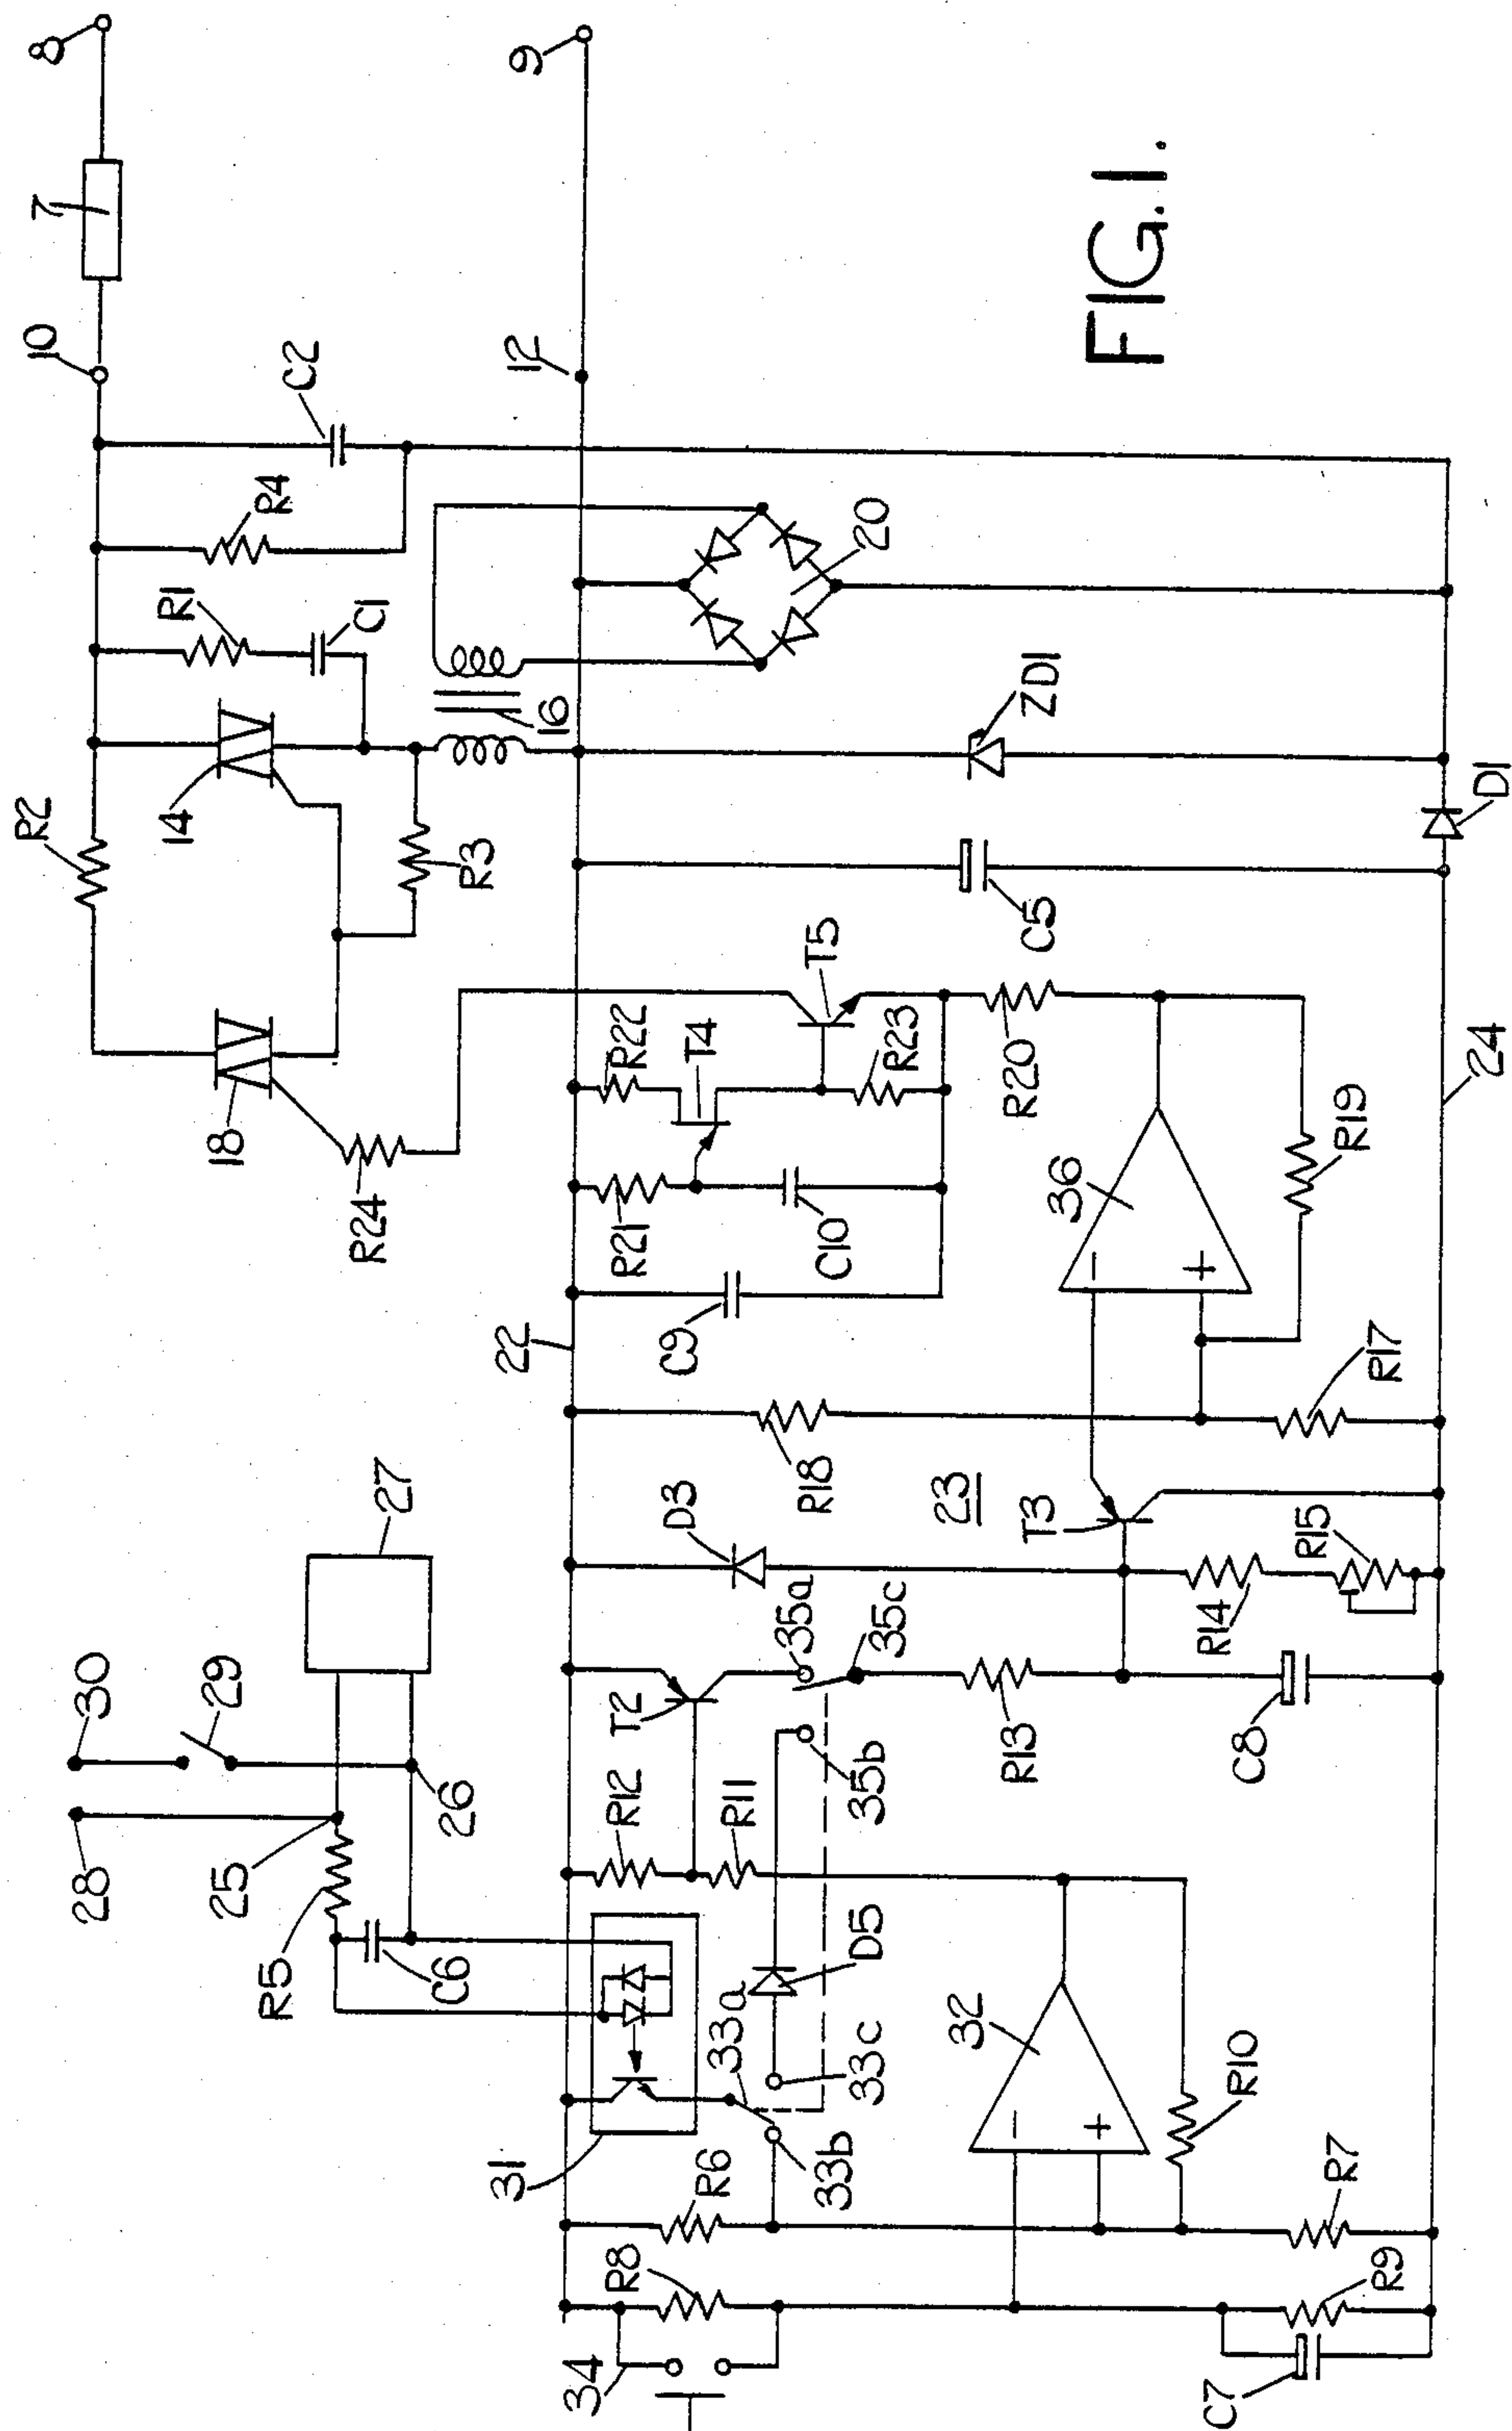 8
7
10
9
12
C2
R4
R1
C1
R2
14
16
20
R3
ZD1
D1
18
R24
T5
C5
R22
T4
R23
R20
R21
C10
C9
22
36
R19
24
R18
R17
23
T3
D3
R15
R14
27
30
29
28
25
26
R5
C6
T2
35a
35c
35b
R13
C8
R12
R11
D5
31
33a
33c
33b
32
R10
R6
R7
R8
R9
34
C7
-
+
-
+
FIG.1.